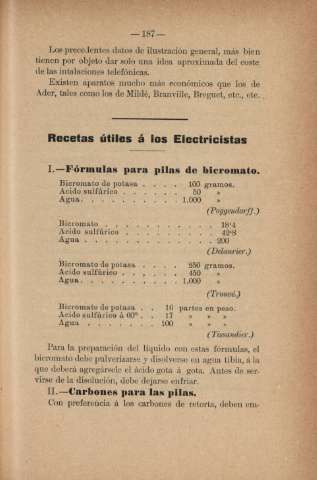 — 187 —
Los precedentes datos de ilustración general, más bien
tienen por objeto dar solo una idea aproximada del coste
de las intalaciones telefónicas.
Existen aparatos mucho más económicos que los de
Ader, tales como los de Mildé, Branville, Breguet, etc., etc.
Recetas útiles á los Electricistas
I.—Fórmulas para pilas de bicromato.
Bicromato de potasa . . . . 100 gramos.
Acido sulfúrico . . . . . 50 »
Agua. . . . . . . . . 1.000 »
(Poggendorff.)
Bicromato . . . . . . . . . . 18'4
Acido sulfúrico . . . . . . . . 42'8
Agua . . . . . . . . . . . 200
(Delaurier.)
Bicromato de potasa . . . . 250 gramos.
Acido sulfúrico . . . . . 450 »
Agua. . . . . . . . . 1.000 »
(Trouvé.)
Bicromato de potasa . . 16 partes en peso.
Acido sulfúrico á 60º . . 17 » » »
Agua . . . . . . . 100 » » »
(Tissandier.)
Para la preparación del líquido con estas fórmulas, el
bicromato debe pulverizarse y disolverse en agua tibia, á la
que deberá agregársele el ácido gota á gota. Antes de ser-
virse de la disolución, debe dejarse enfriar.
II.—Carbones para las pilas.
Con preferencia á los carbones de retorta, deben em-